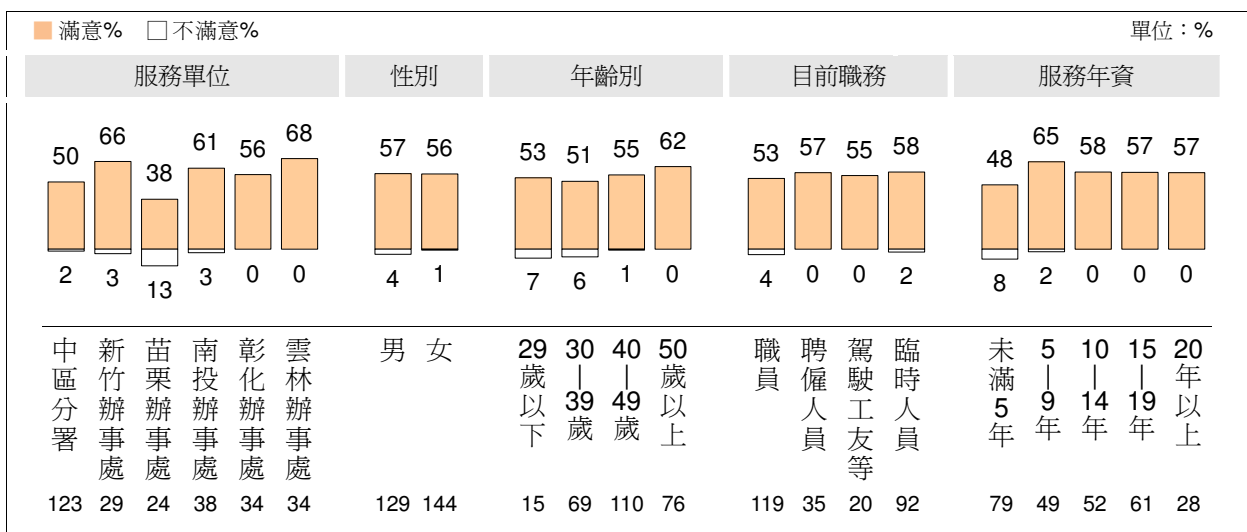 滿意% 不滿意% 單位：%
服務單位 性別 年齡別 目前職務 服務年資
50 66 38 61 56 68 57 56 53 51 55 62 53 57 55 58 48 65 58 57 57
2 3 13 3 0 0 4 1 7 6 1 0 4 0 0 2 8 2 0 0 0
中區分署 新竹辦事處 苗栗辦事處 南投辦事處 彰化辦事處 雲林辦事處 男 女 29歲以下 30－39歲 40－49歲 50歲以上 職員 聘僱人員 駕駛工友等 臨時人員 未滿5年 5－9年 10－14年 15－19年 20年以上
123 29 24 38 34 34 129 144 15 69 110 76 119 35 20 92 79 49 52 61 28